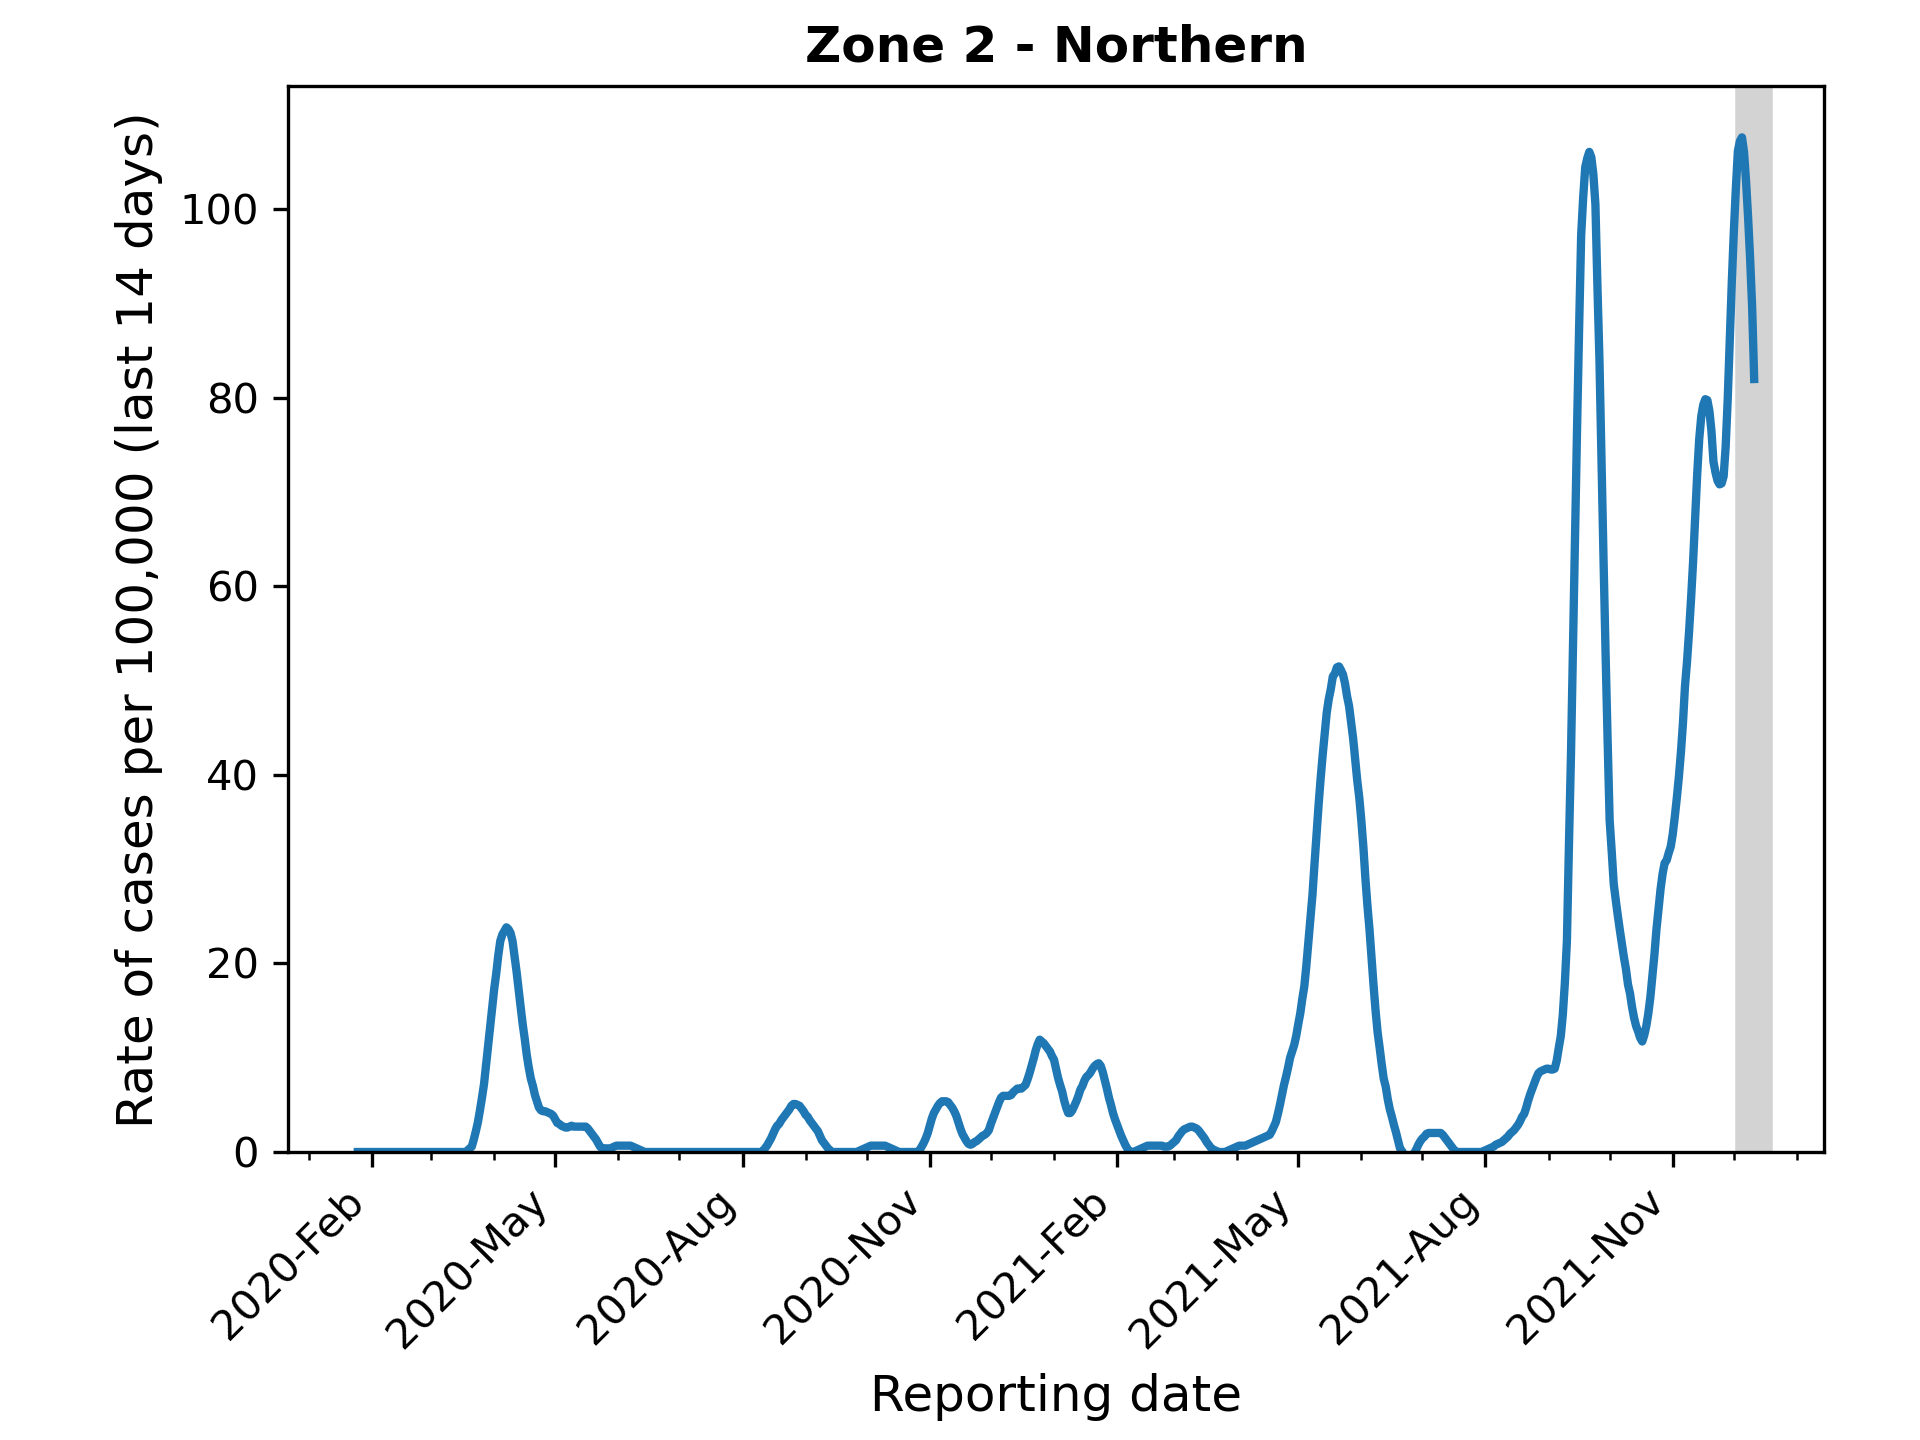 Zone 2 - Northern
Rate of cases per 100,000 (last 14 days)
100
80
60
40
20
0
2020-Feb
2020-May
2020-Aug
2020-Nov
2021-Feb
2021-May
2021-Aug
2021-Nov
Reporting date